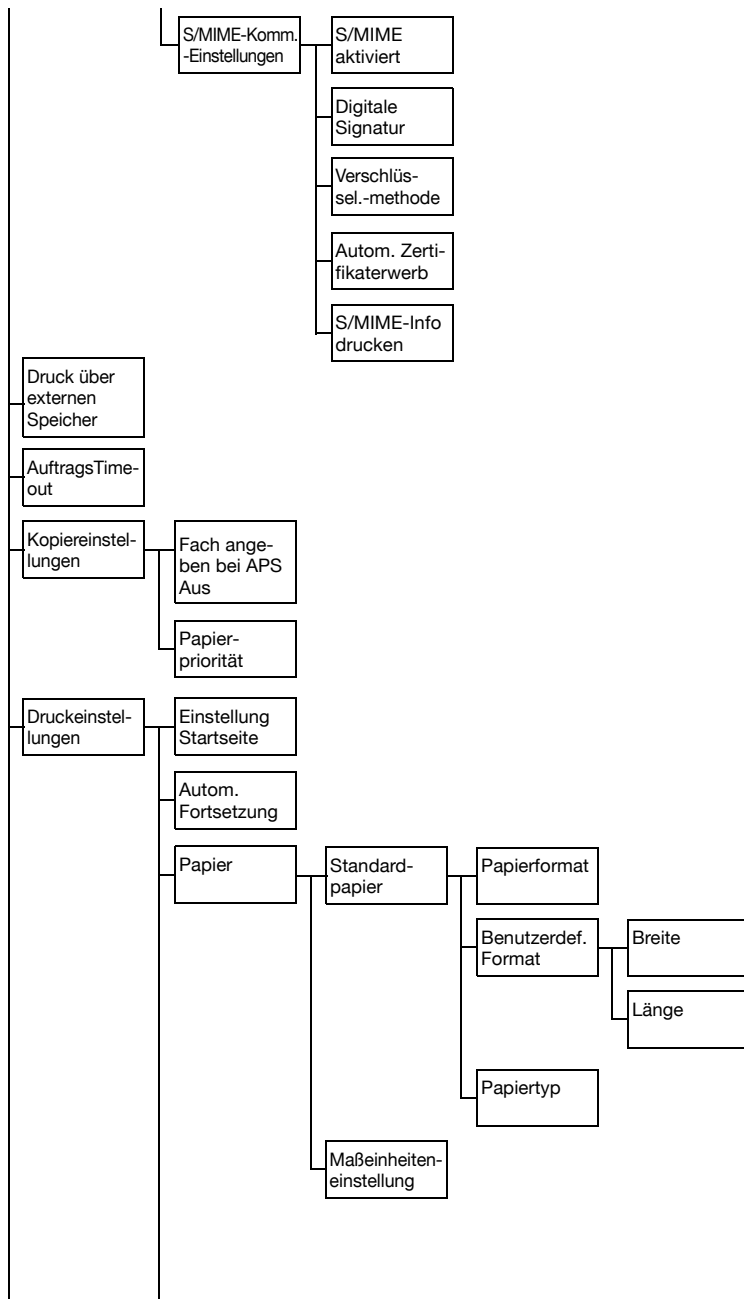 S/MIME-Komm.
-Einstellungen
S/MIME
aktiviert
Digitale
Signatur
Verschlüs-
sel.-methode
Autom. Zerti-
fikaterwerb
S/MIME-Info
drucken
Druck über
externen
Speicher
AuftragsTime-
out
Kopiereinstel-
lungen
Fach ange-
ben bei APS
Aus
Papier-
priorität
Druckeinstel-
lungen
Einstellung
Startseite
Autom.
Fortsetzung
Papier
Standard-
papier
Papierformat
Benutzerdef.
Format
Breite
Länge
Papiertyp
Maßeinheiten-
einstellung